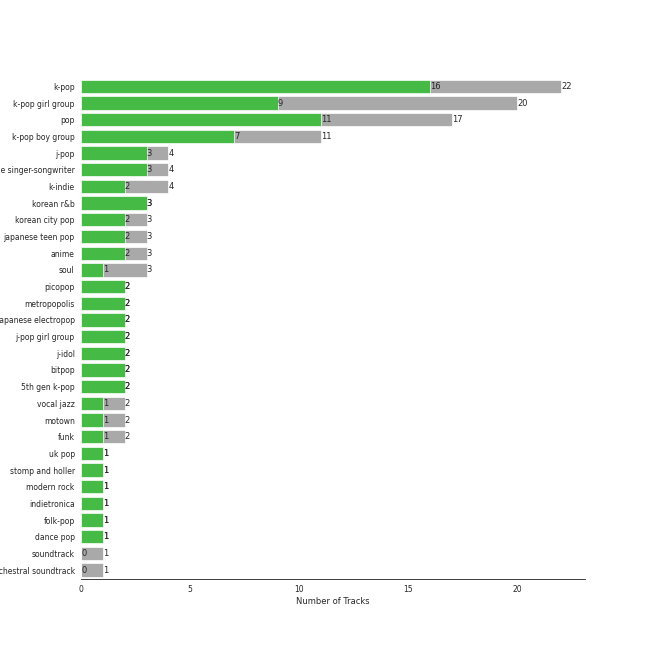 k-pop 16 22
k-pop girl group 9 20
pop 11 17
k-pop boy group 7 11
j-pop 3 4
e singer-songwriter 3 4
k-indie 2 4
korean r&b 3
korean city pop 2 3
japanese teen pop 2 3
anime 2 3
soul 1 3
picopop 2
metropopolis 2
apanese electropop 2
j-pop girl group 2
j-idol 2
bitpop 2
5th gen k-pop 2
vocal jazz 1 2
motown 1 2
funk 1 2
uk pop 1
stomp and holler 1
modern rock 1
indietronica 1
folk-pop 1
dance pop 1
soundtrack 0 1
chestral soundtrack 0 1
0 5 10 15 20
Number of Tracks